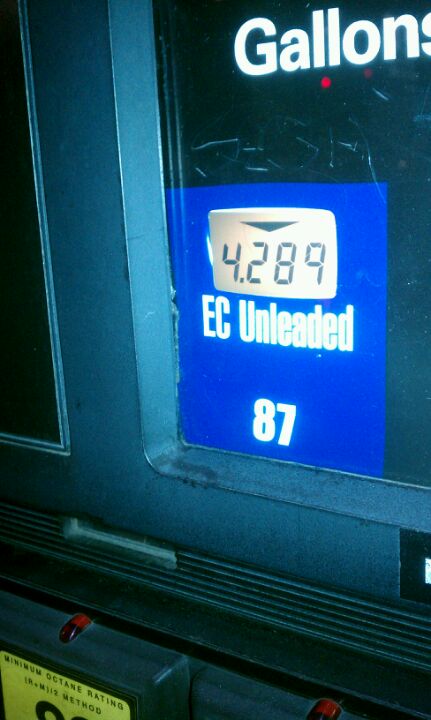 Gallons
4.289
EC Unleaded
87
MINIMUM OCTANE RATING
(R+M)/2 METHOD